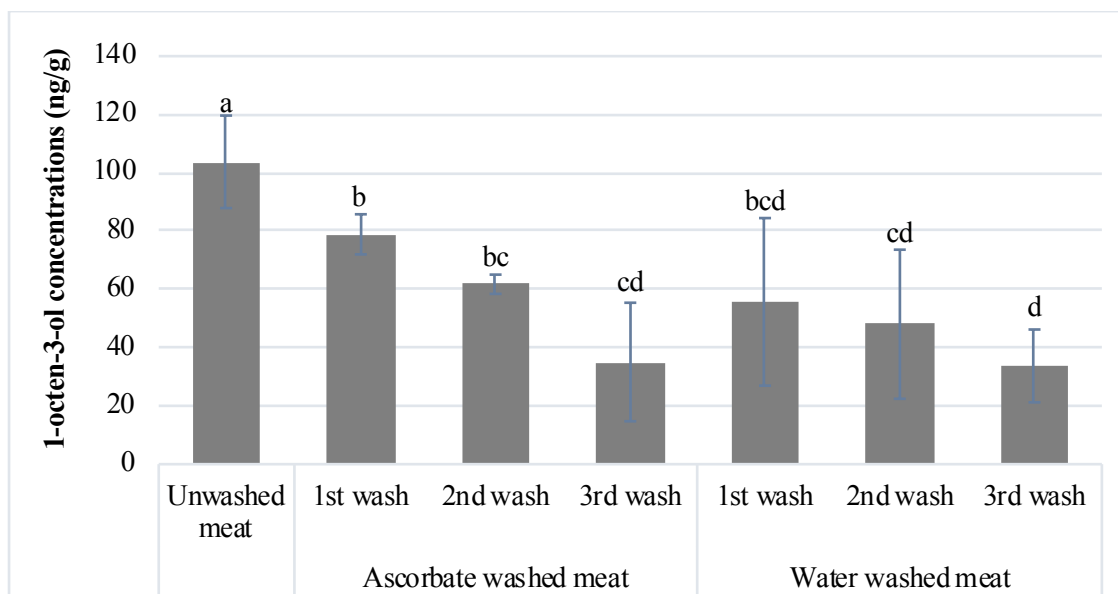 1-octen-3-ol concentrations (ng/g)
140
120
100
80
60
40
20
0
a
b
bc
cd
bcd
cd
d
Unwashed
meat
1st wash
2nd wash
3rd wash
1st wash
2nd wash
3rd wash
Ascorbate washed meat
Water washed meat